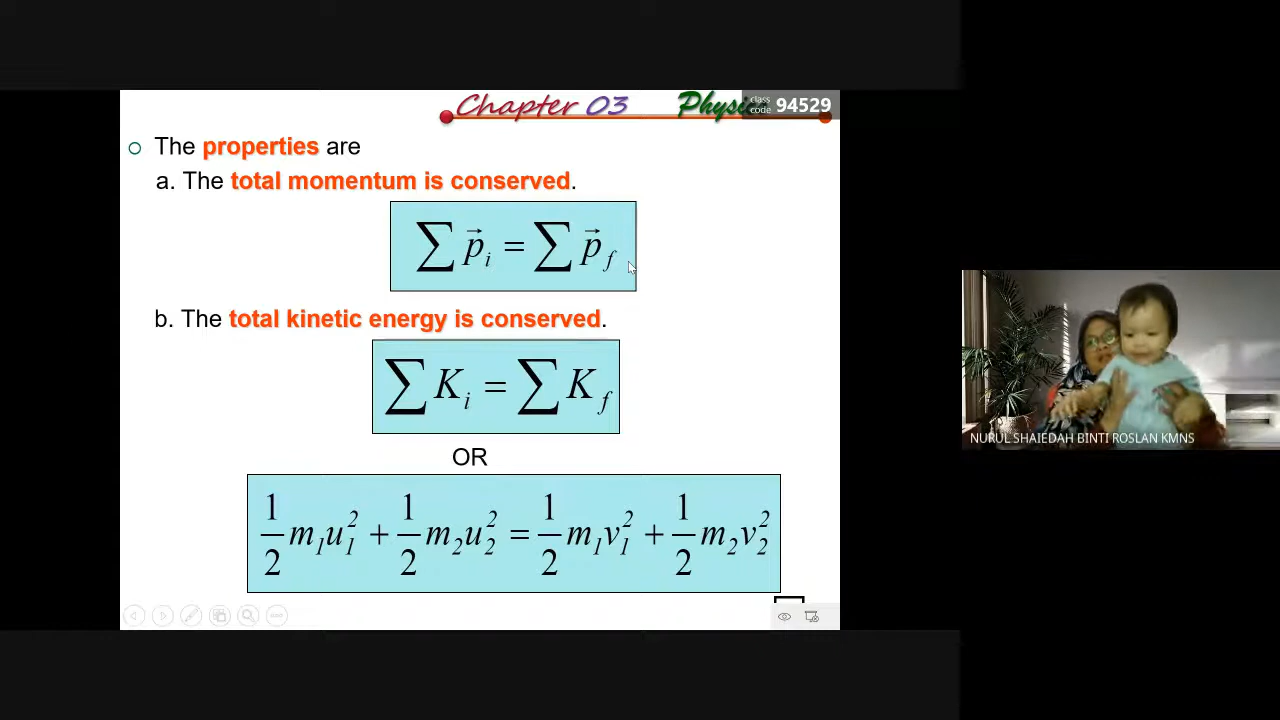 Chapter 03 Physi
class code 94529
The properties are
a. The total momentum is conserved.
∑ p⃗ᵢ = ∑ p⃗_f
b. The total kinetic energy is conserved.
∑ Kᵢ = ∑ K_f
OR
1/2 m₁u₁² + 1/2 m₂u₂² = 1/2 m₁v₁² + 1/2 m₂v₂²
NURUL SHAIEDAH BINTI ROSLAN KMNS